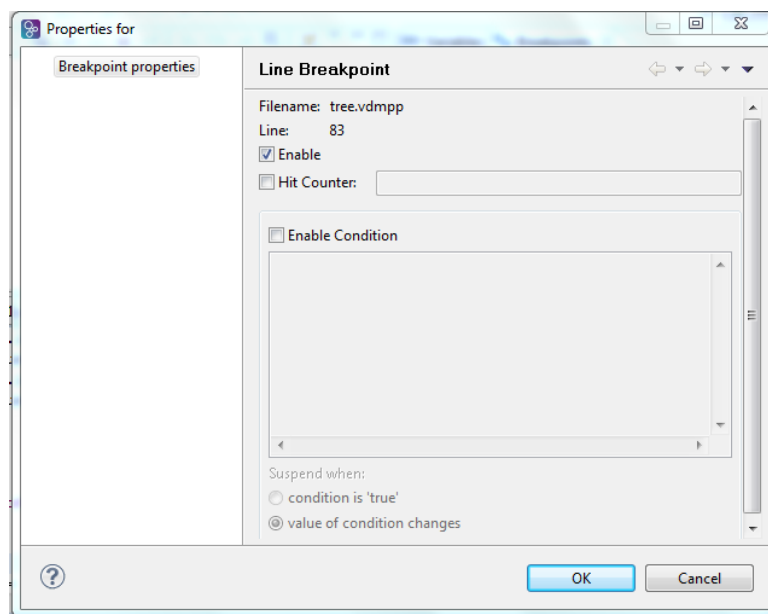 Properties for
Breakpoint properties
Line Breakpoint
Filename: tree.vdmpp
Line: 83
Enable
Hit Counter:
Enable Condition
Suspend when:
condition is 'true'
value of condition changes
OK
Cancel